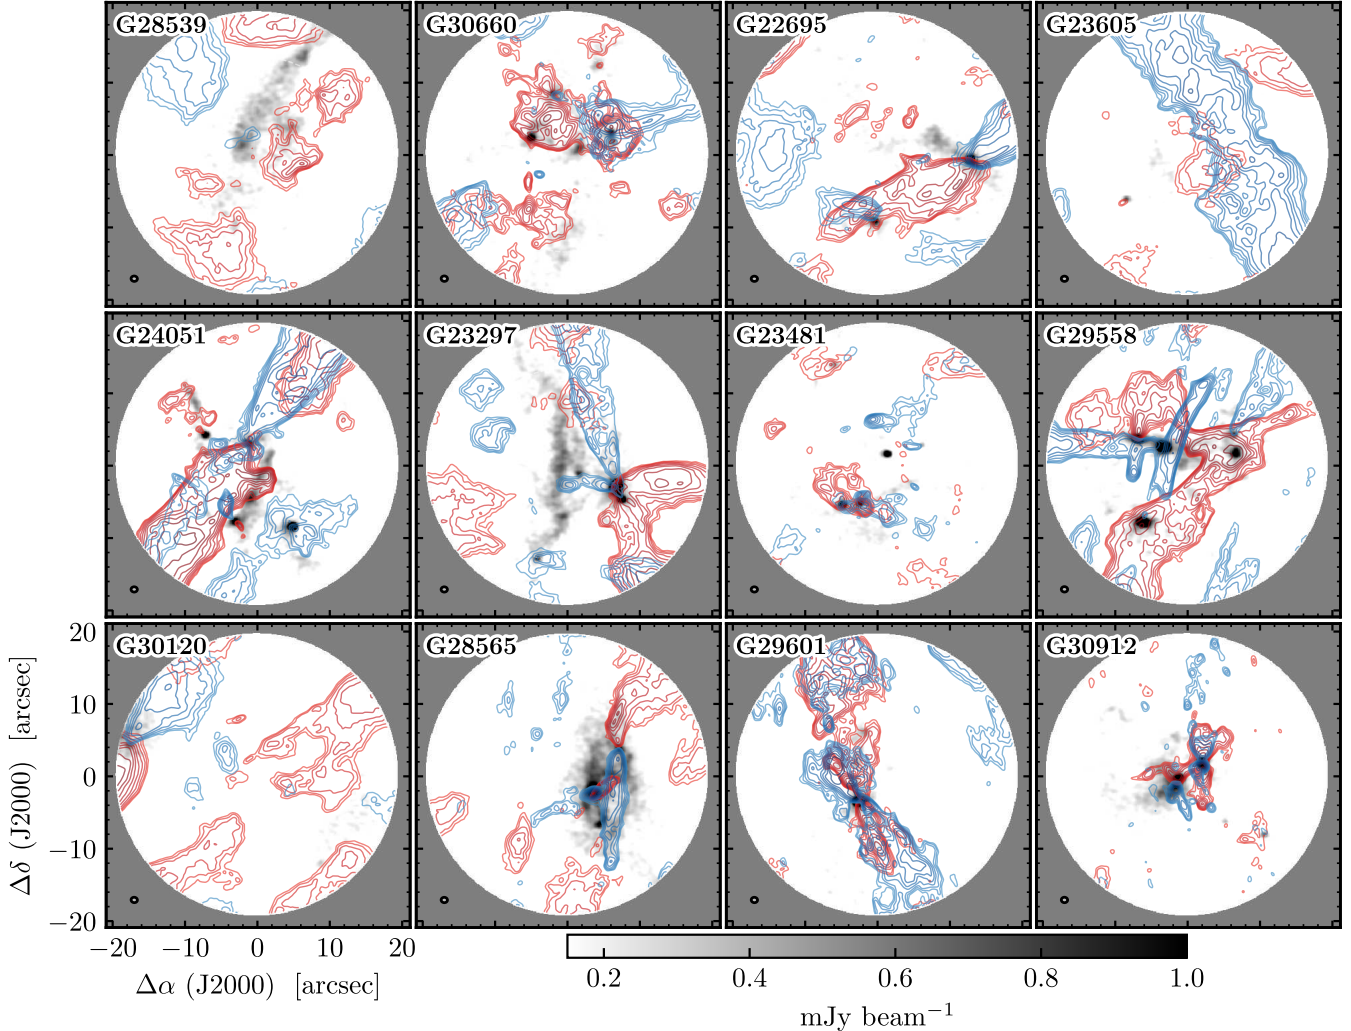 G28539 G30660 G22695 G23605
G24051 G23297 G23481 G29558
G30120 G28565 G29601 G30912
20
10
0
−10
−20
Δδ (J2000) [arcsec]
−20 −10 0 10 20
Δα (J2000) [arcsec]
0.2 0.4 0.6 0.8 1.0
mJy beam⁻¹